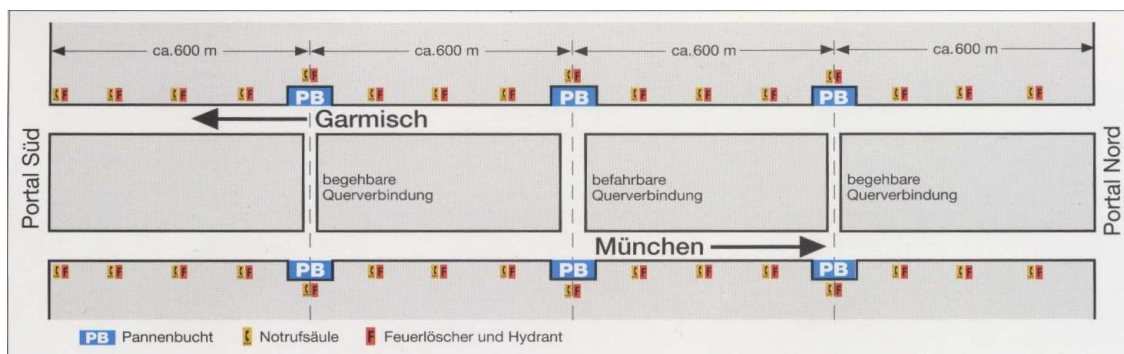 ca.600 m
ca.600 m
ca.600 m
ca.600 m
F
F
F
F F F F PB F F F PB F F F PB F F F
Garmisch
Portal Süd
begehbare
Querverbindung
befahrbare
Querverbindung
begehbare
Querverbindung
Portal Nord
München
F F F F PB F F F PB F F F PB F F F
F
F
F
PB Pannenbucht
Notrufsäule
F Feuerlöscher und Hydrant